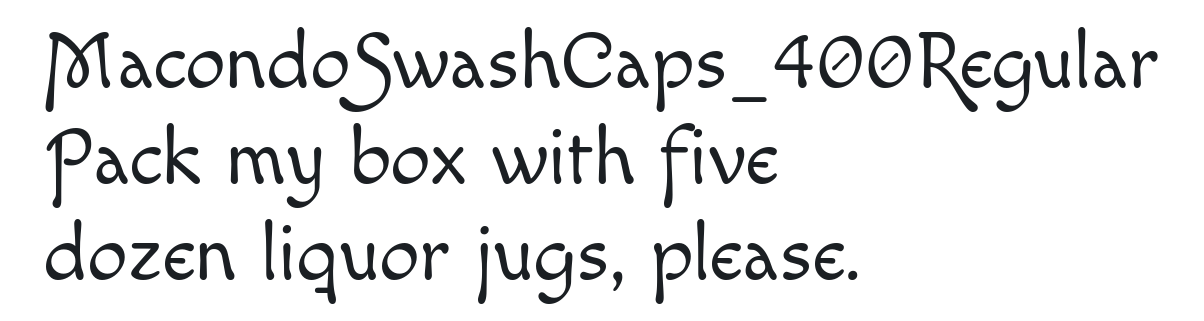 MacondoSwashCaps_400Regular
Pack my box with five
dozen liquor jugs, please.